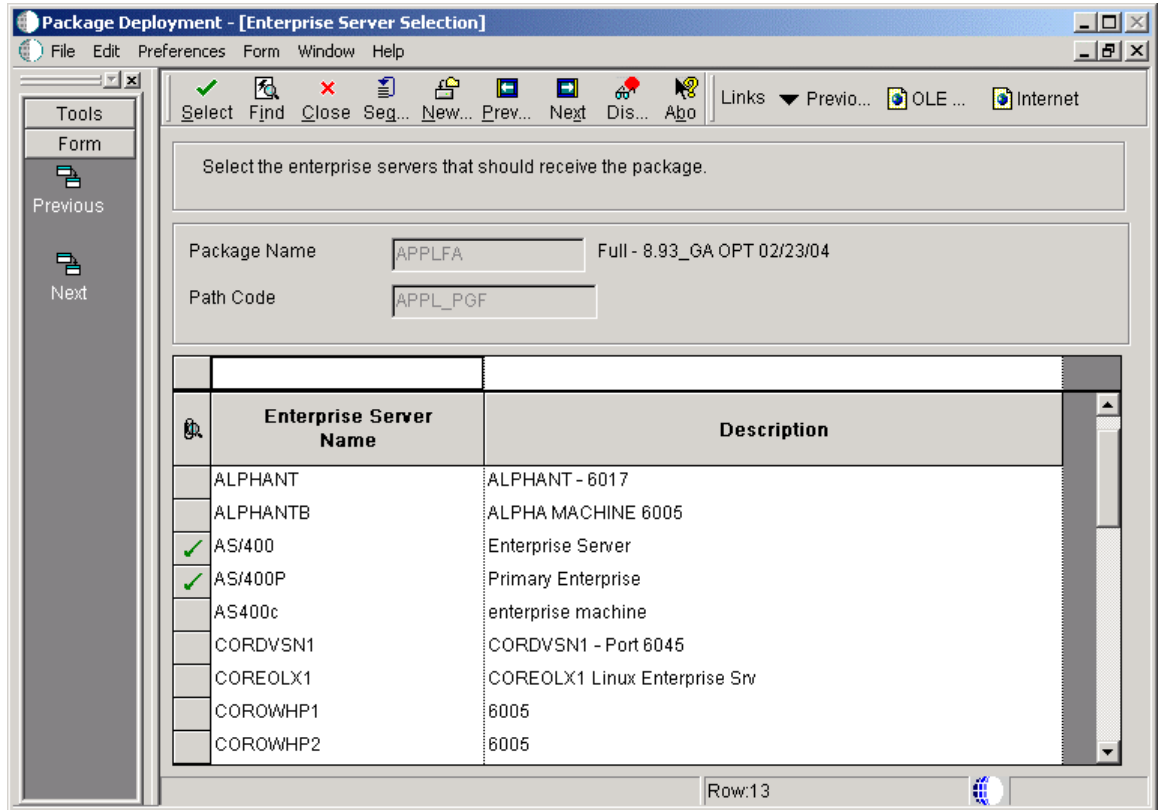 Package Deployment - [Enterprise Server Selection]
File Edit Preferences Form Window Help
Tools
Form
Previous
Next
Select Find Close Seq... New... Prev... Next Dis... Abo Links Previo... OLE ... Internet
Select the enterprise servers that should receive the package.
Package Name APPLFA Full - 8.93_GA OPT 02/23/04
Path Code APPL_PGF
Enterprise Server Name Description
ALPHANT ALPHANT - 6017
ALPHANTB ALPHA MACHINE 6005
AS/400 Enterprise Server
AS/400P Primary Enterprise
AS400c enterprise machine
CORDVSN1 CORDVSN1 - Port 6045
COREOLX1 COREOLX1 Linux Enterprise Srv
COROWHP1 6005
COROWHP2 6005
Row:13